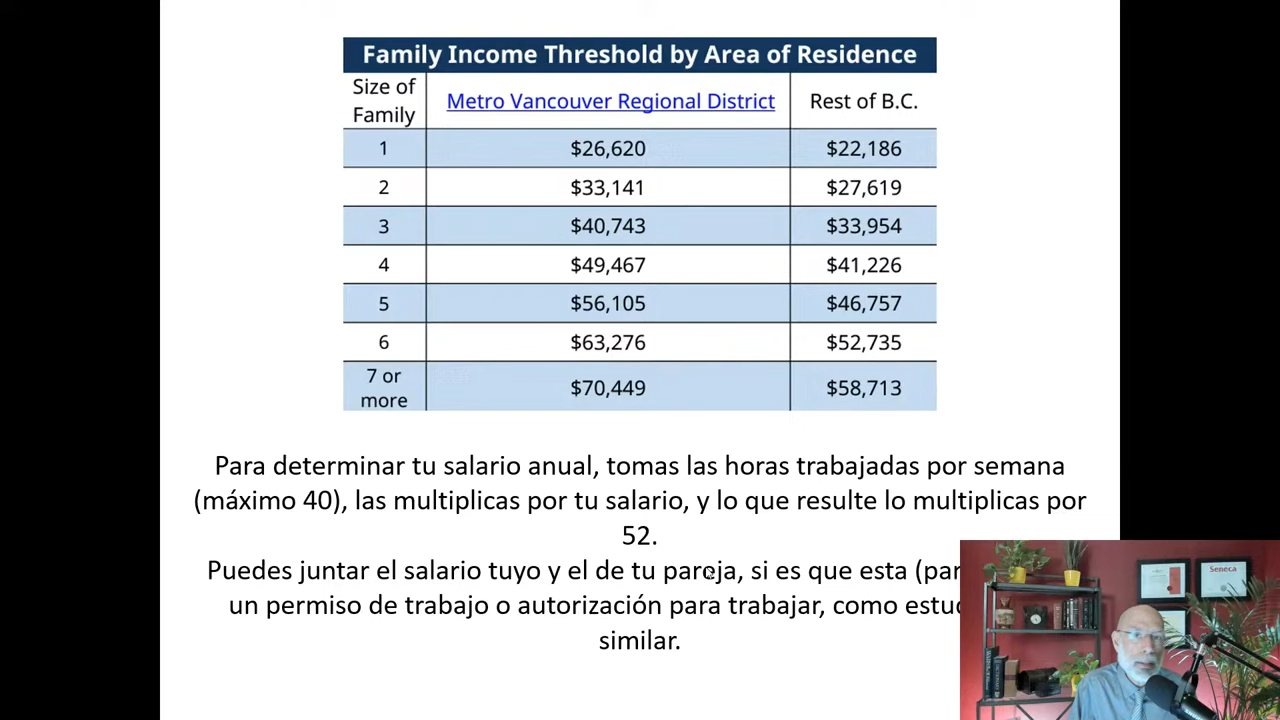 Family Income Threshold by Area of Residence
Size of Family Metro Vancouver Regional District Rest of B.C.
1 $26,620 $22,186
2 $33,141 $27,619
3 $40,743 $33,954
4 $49,467 $41,226
5 $56,105 $46,757
6 $63,276 $52,735
7 or more $70,449 $58,713
Para determinar tu salario anual, tomas las horas trabajadas por semana
(máximo 40), las multiplicas por tu salario, y lo que resulte lo multiplicas por
52.
Puedes juntar el salario tuyo y el de tu pareja, si es que esta
un permiso de trabajo o autorización para trabajar, como
similar.
Seneca